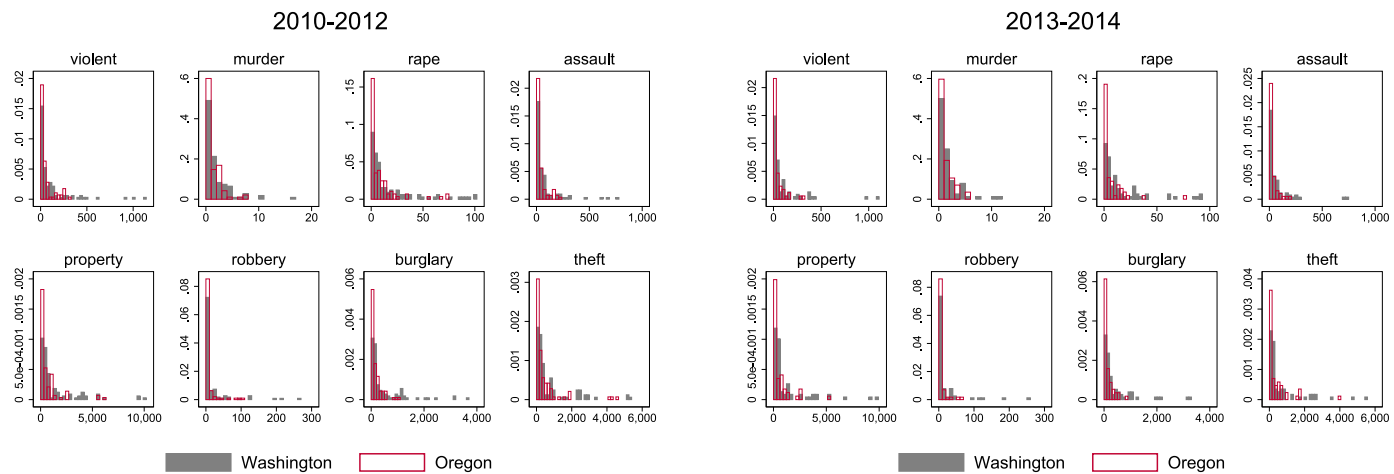 2010-2012
violent murder rape assault
0 .005 .01 .015 .02
0 500 1,000
0 .2 .4 .6
0 10 20
0 .05 .1 .15
0 50 100
0 .005 .01 .015 .02
0 500 1,000
property robbery burglary theft
0 5.0e-04 .001 .0015 .002
0 5,000 10,000
0 .02 .04 .06 .08
0 100 200 300
0 .002 .004 .006
0 2,000 4,000
0 .001 .002 .003
0 2,000 4,000 6,000
Washington Oregon
2013-2014
violent murder rape assault
0 .005 .01 .015 .02
0 500 1,000
0 .2 .4 .6
0 10 20
0 .05 .1 .15 .2
0 50 100
0 .005 .01 .015 .02 .025
0 500 1,000
property robbery burglary theft
0 5.0e-04 .001 .0015 .002
0 5,000 10,000
0 .02 .04 .06 .08
0 100 200 300
0 .002 .004 .006
0 2,000 4,000
0 .001 .002 .003 .004
0 2,000 4,000 6,000
Washington Oregon